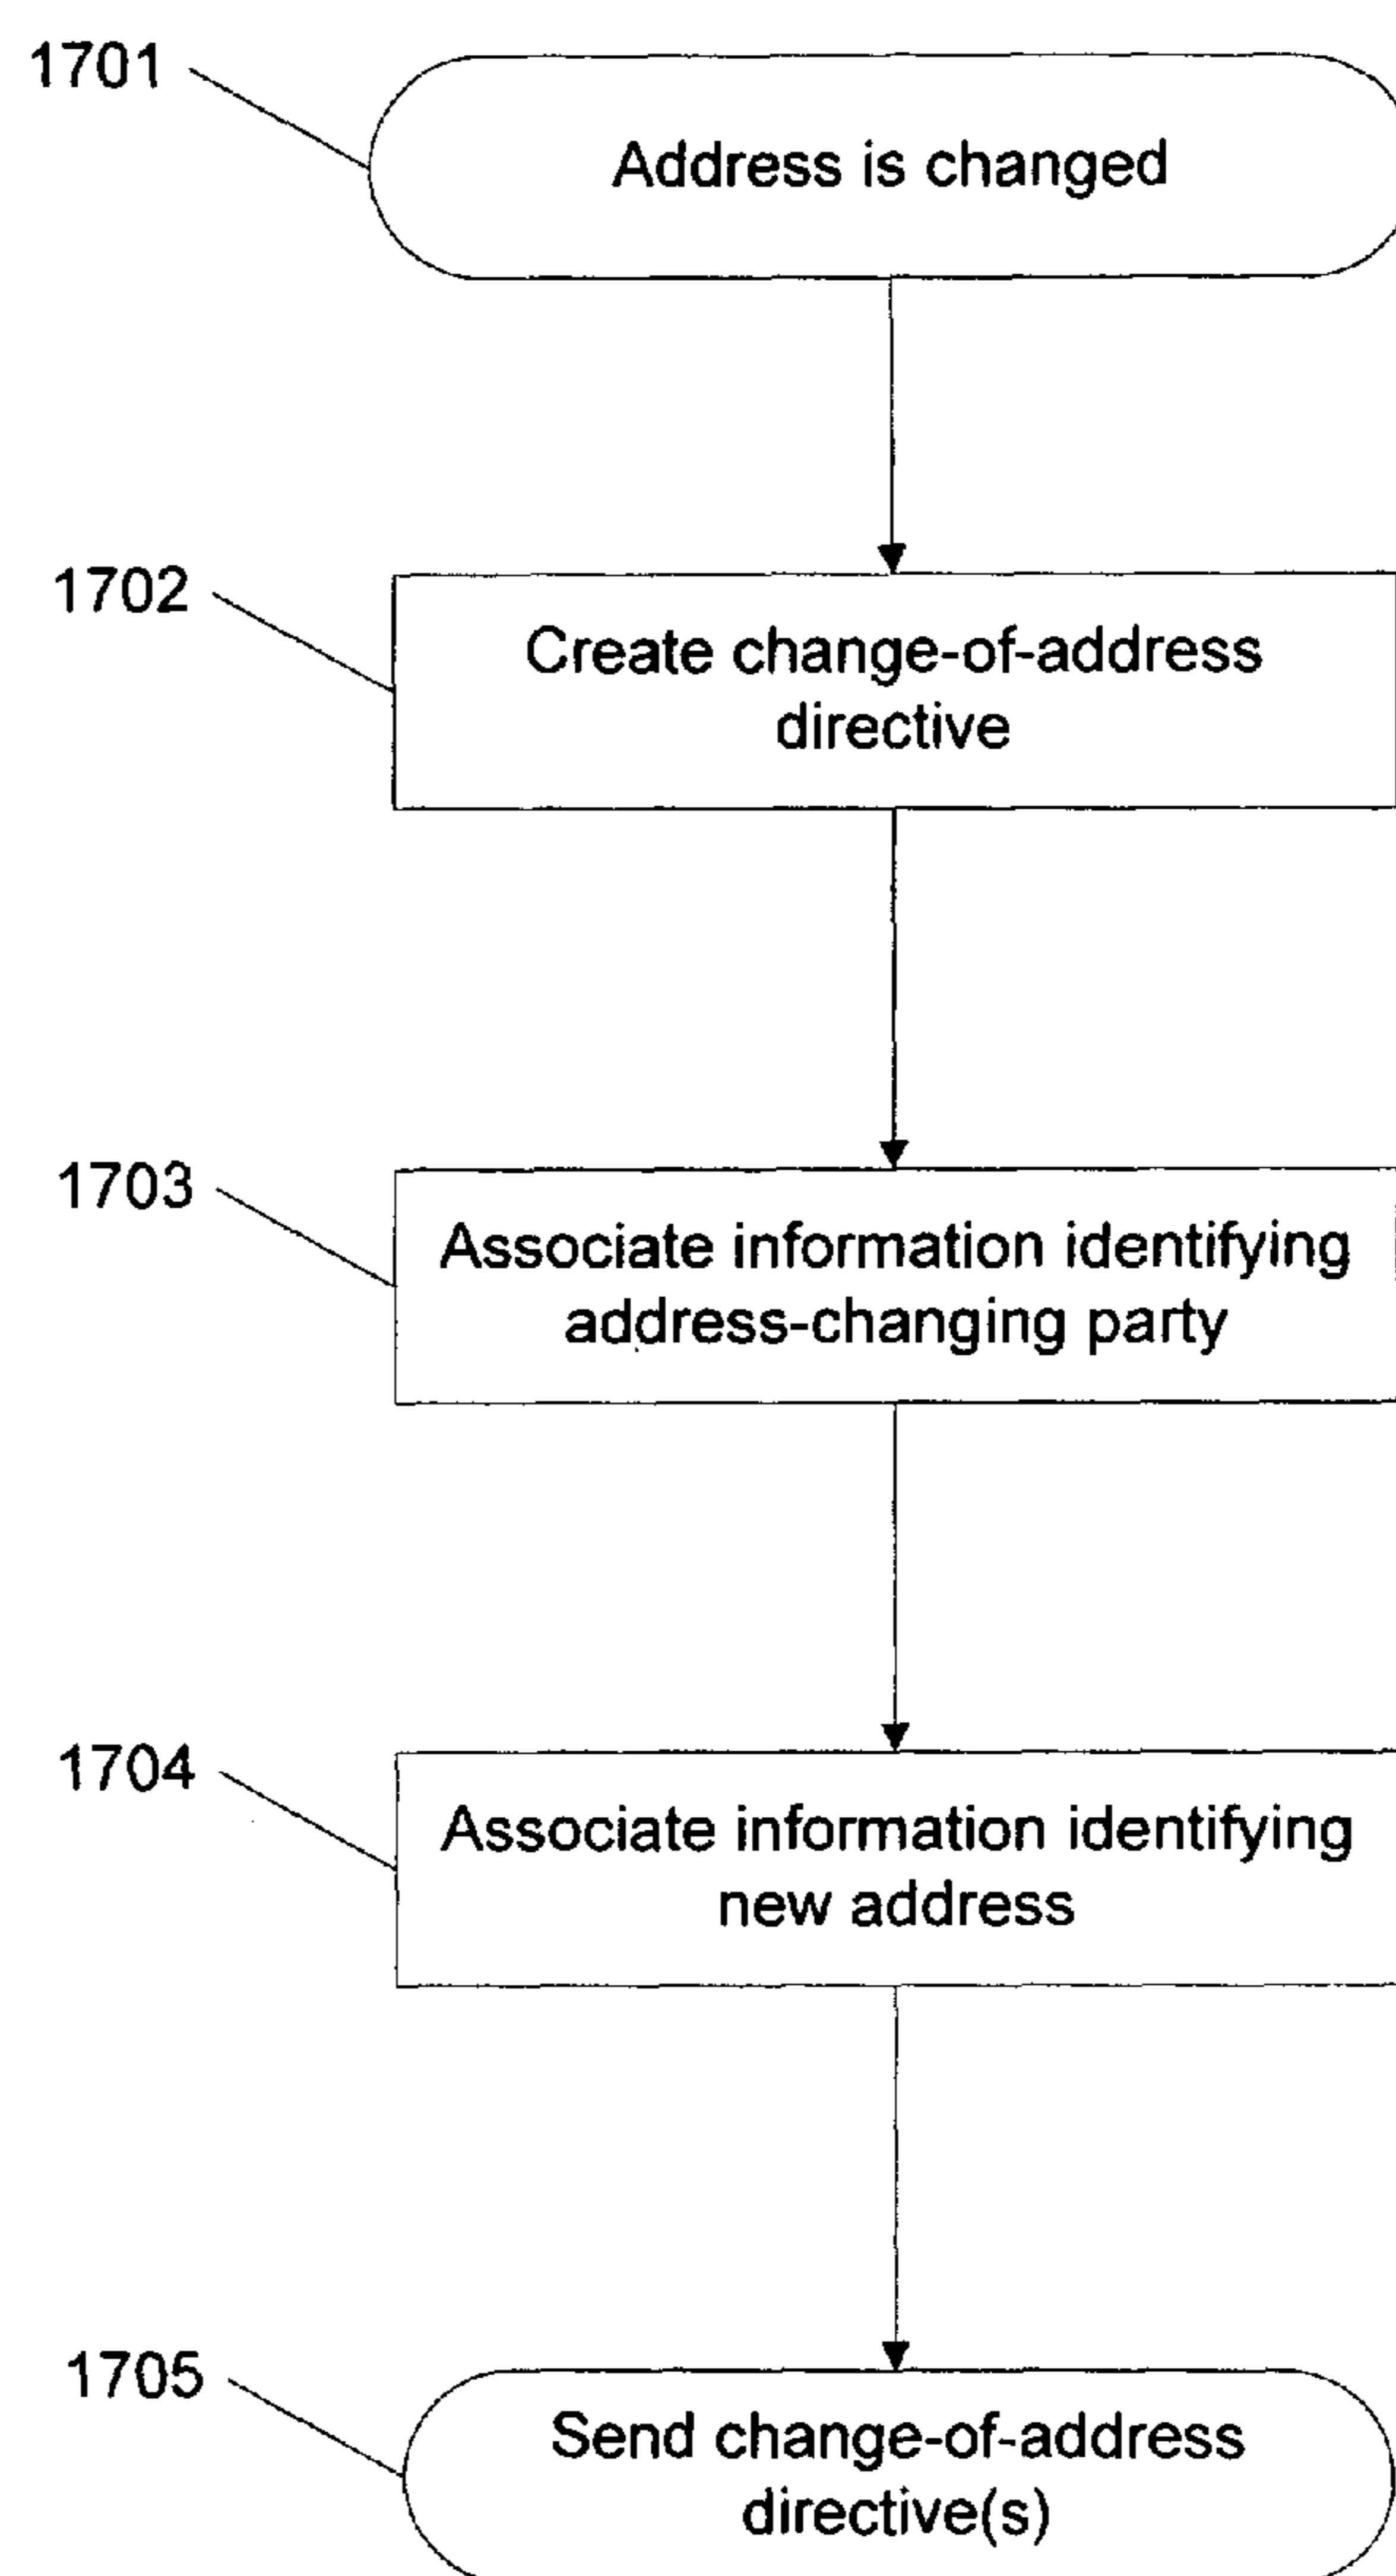 1701
Address is changed
1702
Create change-of-address
directive
1703
Associate information identifying
address-changing party
1704
Associate information identifying
new address
1705
Send change-of-address
directive(s)